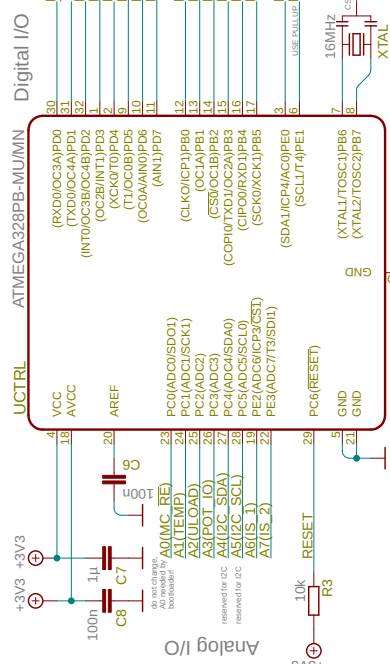 Digital I/O
USE PULLUP
16MHz
XTAL
CS
30
31
32
1
2
9
10
11
12
13
14
15
16
17
3
6
7
8
ATMEGA328PB-MU/MN
UCTRL
(RXD0/OC3A)PD0
(TXD0/OC4A)PD1
(INT0/OC3B/OC4B)PD2
(OC2B/INT1)PD3
(XCK0/T0)PD4
(T1/OC0B)PD5
(OC0A/AIN0)PD6
(AIN1)PD7
(CLKO/ICP1)PB0
(OC1A)PB1
(CS0/OC1B)PB2
(COPI0/TXD1/OC2A)PB3
(CIPO0/RXD1)PB4
(SCK0/XCK1)PB5
(SDA1/ICP4/AC0)PE0
(SCL1/T4)PE1
(XTAL1/TOSC1)PB6
(XTAL2/TOSC2)PB7
GND
VCC
AVCC
AREF
PC0(ADC0/SDO1)
PC1(ADC1/SCK1)
PC2(ADC2)
PC3(ADC3)
PC4(ADC4/SDA0)
PC5(ADC5/SCL0)
PE2(ADC6/ICP3/CS1)
PE3(ADC7/T3/SDI1)
PC6(RESET)
GND
GND
4
18
20
23
24
25
26
27
28
19
22
29
5
21
C6
100n
A0(MC_RE)
A1(TEMP)
A2(ULOAD)
A3(POT_IO)
A4(I2C_SDA)
A5(I2C_SCL)
A6(IS_1)
A7(IS_2)
RESET
+3V3
1µ
C7
+3V3
100n
C8
do not change,
A0 needed by
bootloader!
reserved for I2C
reserved for I2C
10k
R3
Analog I/O